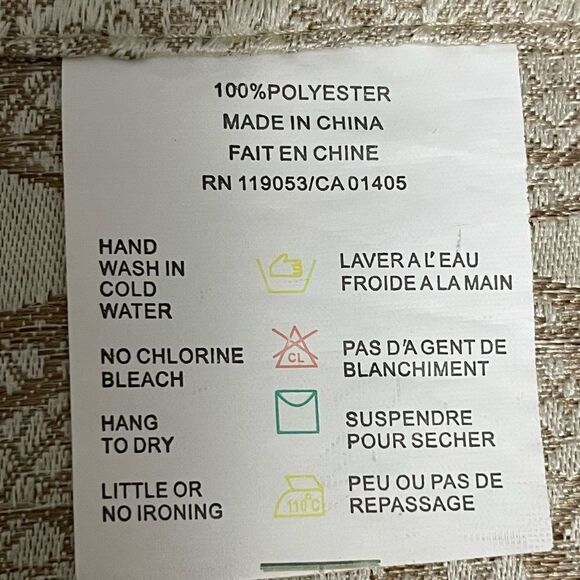 100%POLYESTER
MADE IN CHINA
FAIT EN CHINE
RN 119053/CA 01405
HAND
WASH IN
COLD
WATER
LAVER A L'EAU
FROIDE A LA MAIN
NO CHLORINE
BLEACH
CL
PAS D'AGENT DE
BLANCHIMENT
HANG
TO DRY
SUSPENDRE
POUR SECHER
LITTLE OR
NO IRONING
110°C
PEU OU PAS DE
REPASSAGE